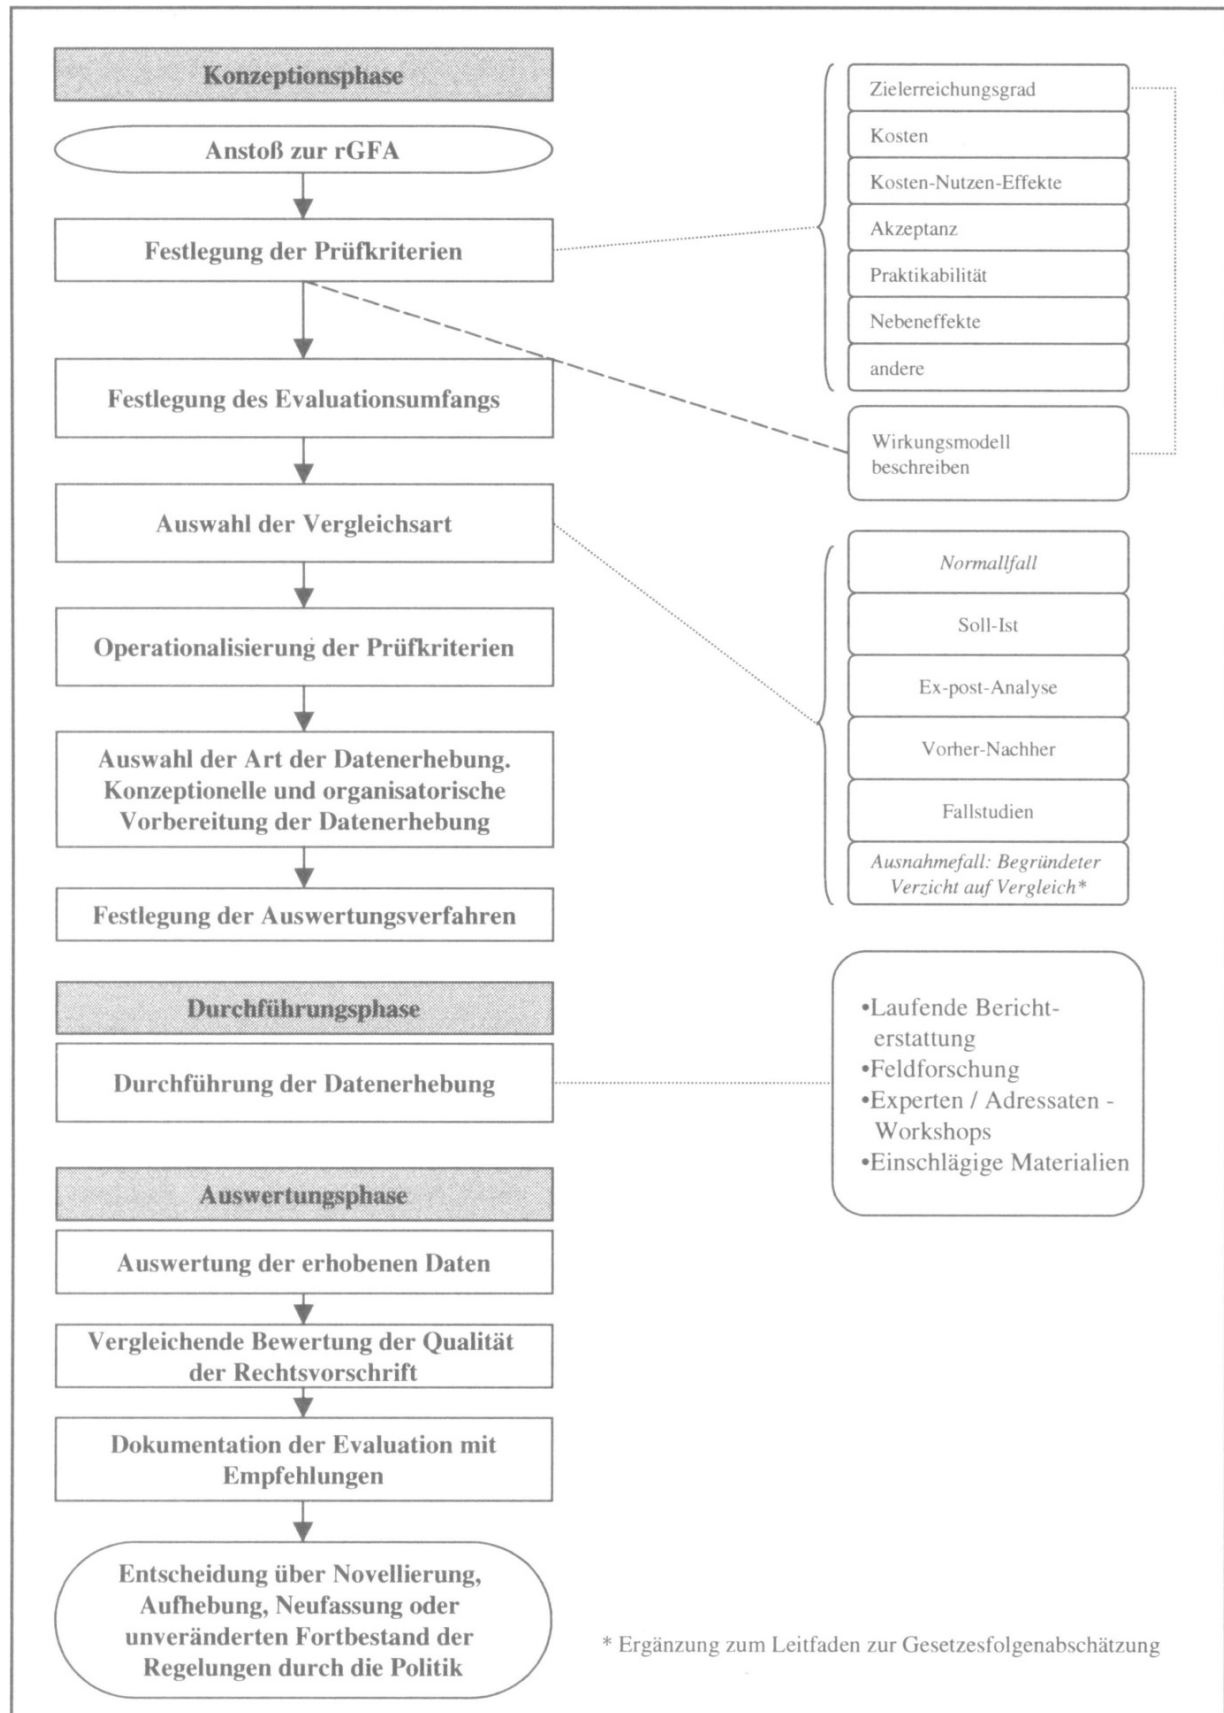 Konzeptionsphase
Anstoß zur rGFA
Festlegung der Prüfkriterien
Festlegung des Evaluationsumfangs
Auswahl der Vergleichsart
Operationalisierung der Prüfkriterien
Auswahl der Art der Datenerhebung.
Konzeptionelle und organisatorische
Vorbereitung der Datenerhebung
Festlegung der Auswertungsverfahren
Durchführungsphase
Durchführung der Datenerhebung
Auswertungsphase
Auswertung der erhobenen Daten
Vergleichende Bewertung der Qualität
der Rechtsvorschrift
Dokumentation der Evaluation mit
Empfehlungen
Entscheidung über Novellierung,
Aufhebung, Neufassung oder
unveränderten Fortbestand der
Regelungen durch die Politik
Zielerreichungsgrad
Kosten
Kosten-Nutzen-Effekte
Akzeptanz
Praktikabilität
Nebeneffekte
andere
Wirkungsmodell
beschreiben
Normallfall
Soll-Ist
Ex-post-Analyse
Vorher-Nachher
Fallstudien
Ausnahmefall: Begründeter
Verzicht auf Vergleich*
•Laufende Bericht-
erstattung
•Feldforschung
•Experten / Adressaten -
Workshops
•Einschlägige Materialien
* Ergänzung zum Leitfaden zur Gesetzesfolgenabschätzung